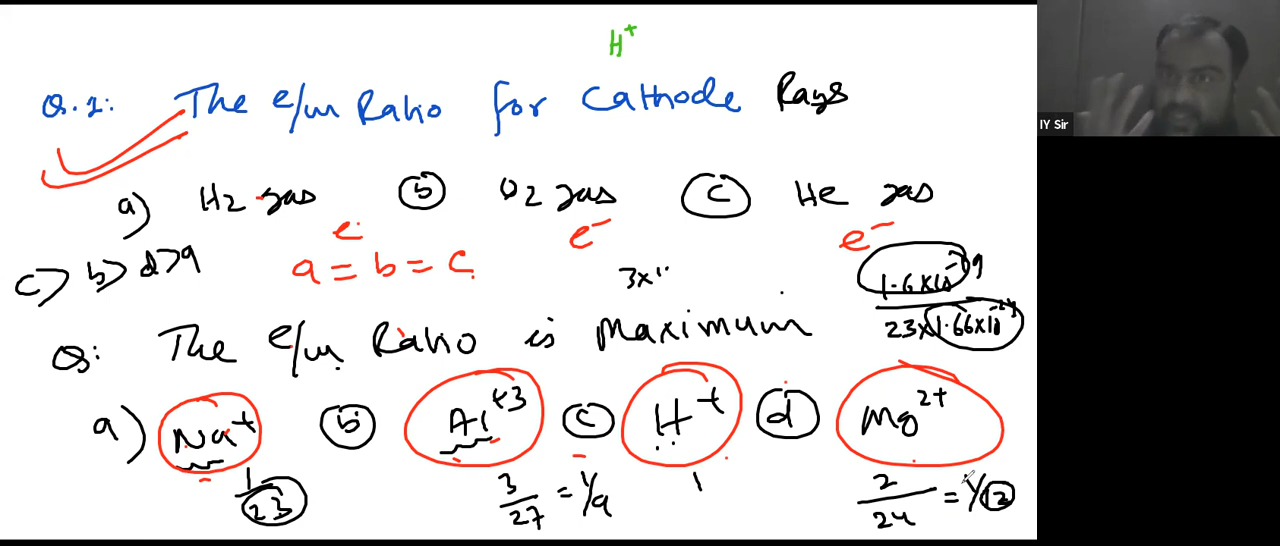 H+
Q.1: The e/m Ratio for Cathode Rays
IY Sir
a) H2 gas (b) O2 gas (c) He gas
e- e- e-
c > b > d > a a = b = c
1.6×10^-19
23×1.66×10
Q: The e/m Ratio is Maximum
a) Na+ (b) Al+3 (c) H+ (d) Mg2+
1/23 3/27 = 1/9 1 2/24 = 1/12